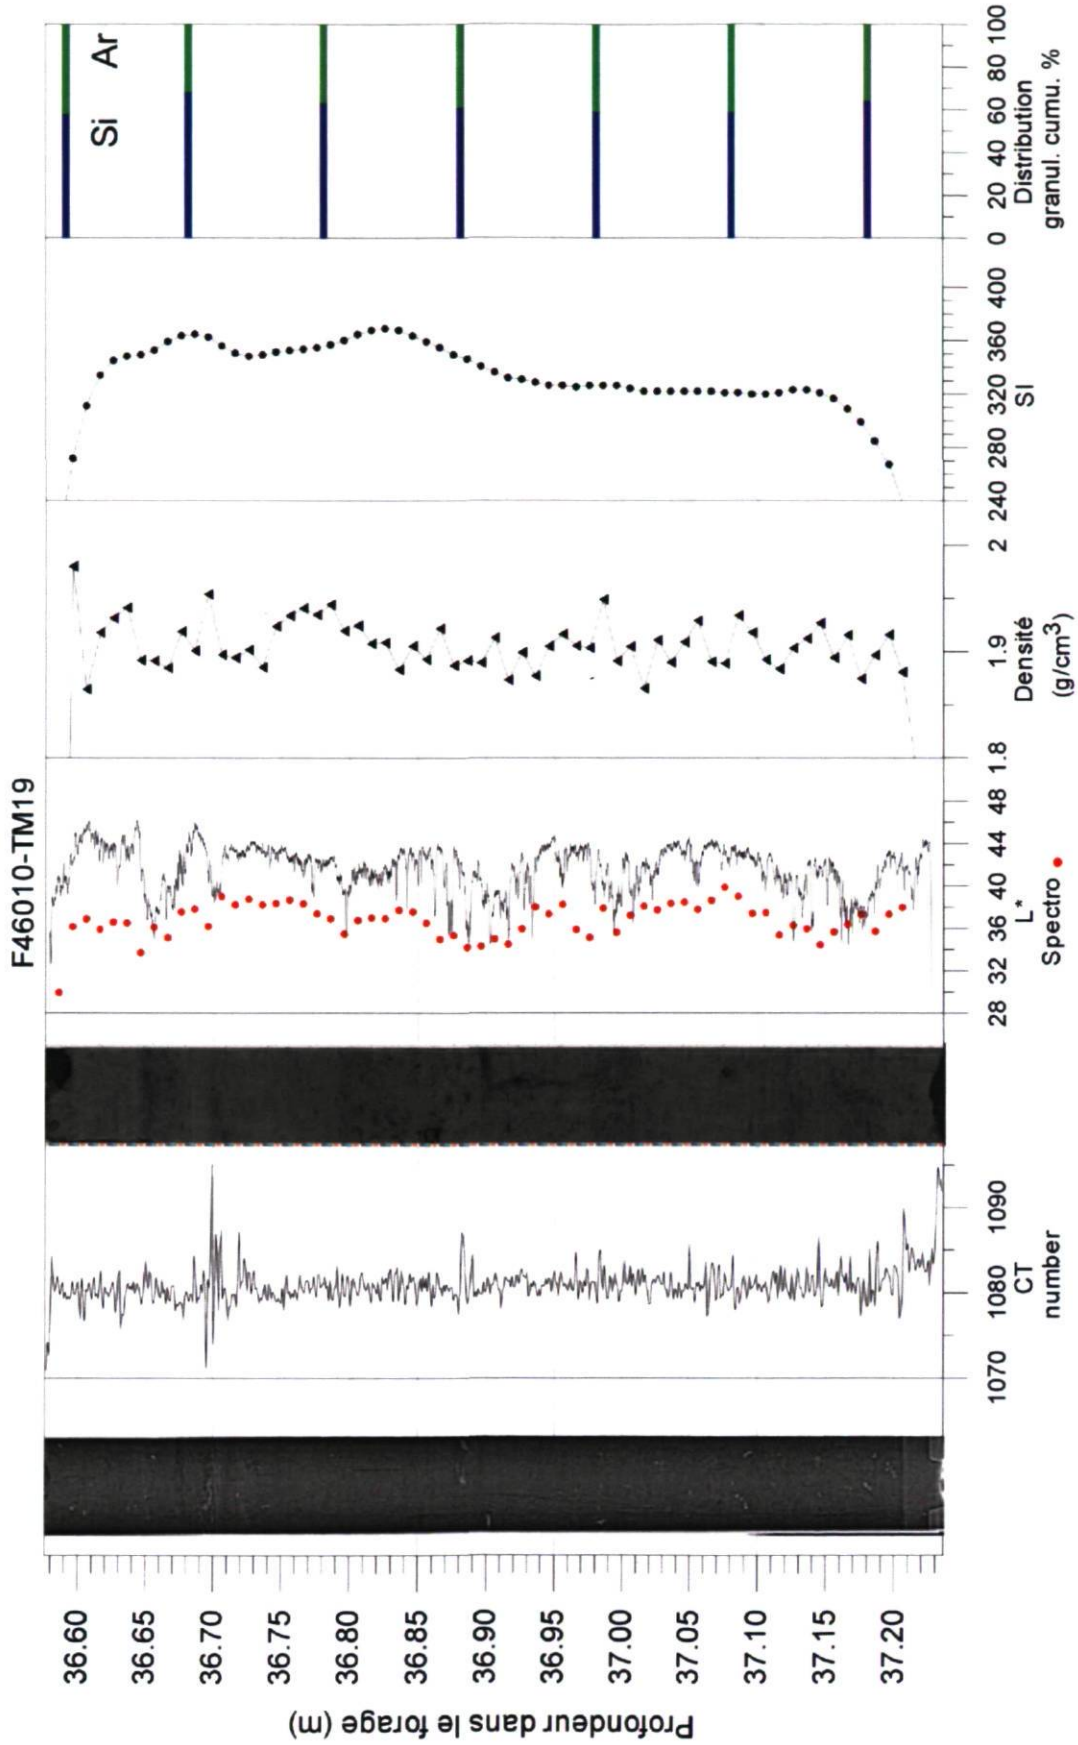 F46010-TM19
Profondeur dans le forage (m)
36.60
36.65
36.70
36.75
36.80
36.85
36.90
36.95
37.00
37.05
37.10
37.15
37.20
1070 1080 1090
CT
number
28 32 36 40 44 48
L*
Spectro
1.8 1.9 2
Densité
(g/cm³)
240 280 320 360 400
SI
Si Ar
0 20 40 60 80 100
Distribution
granul. cumu. %